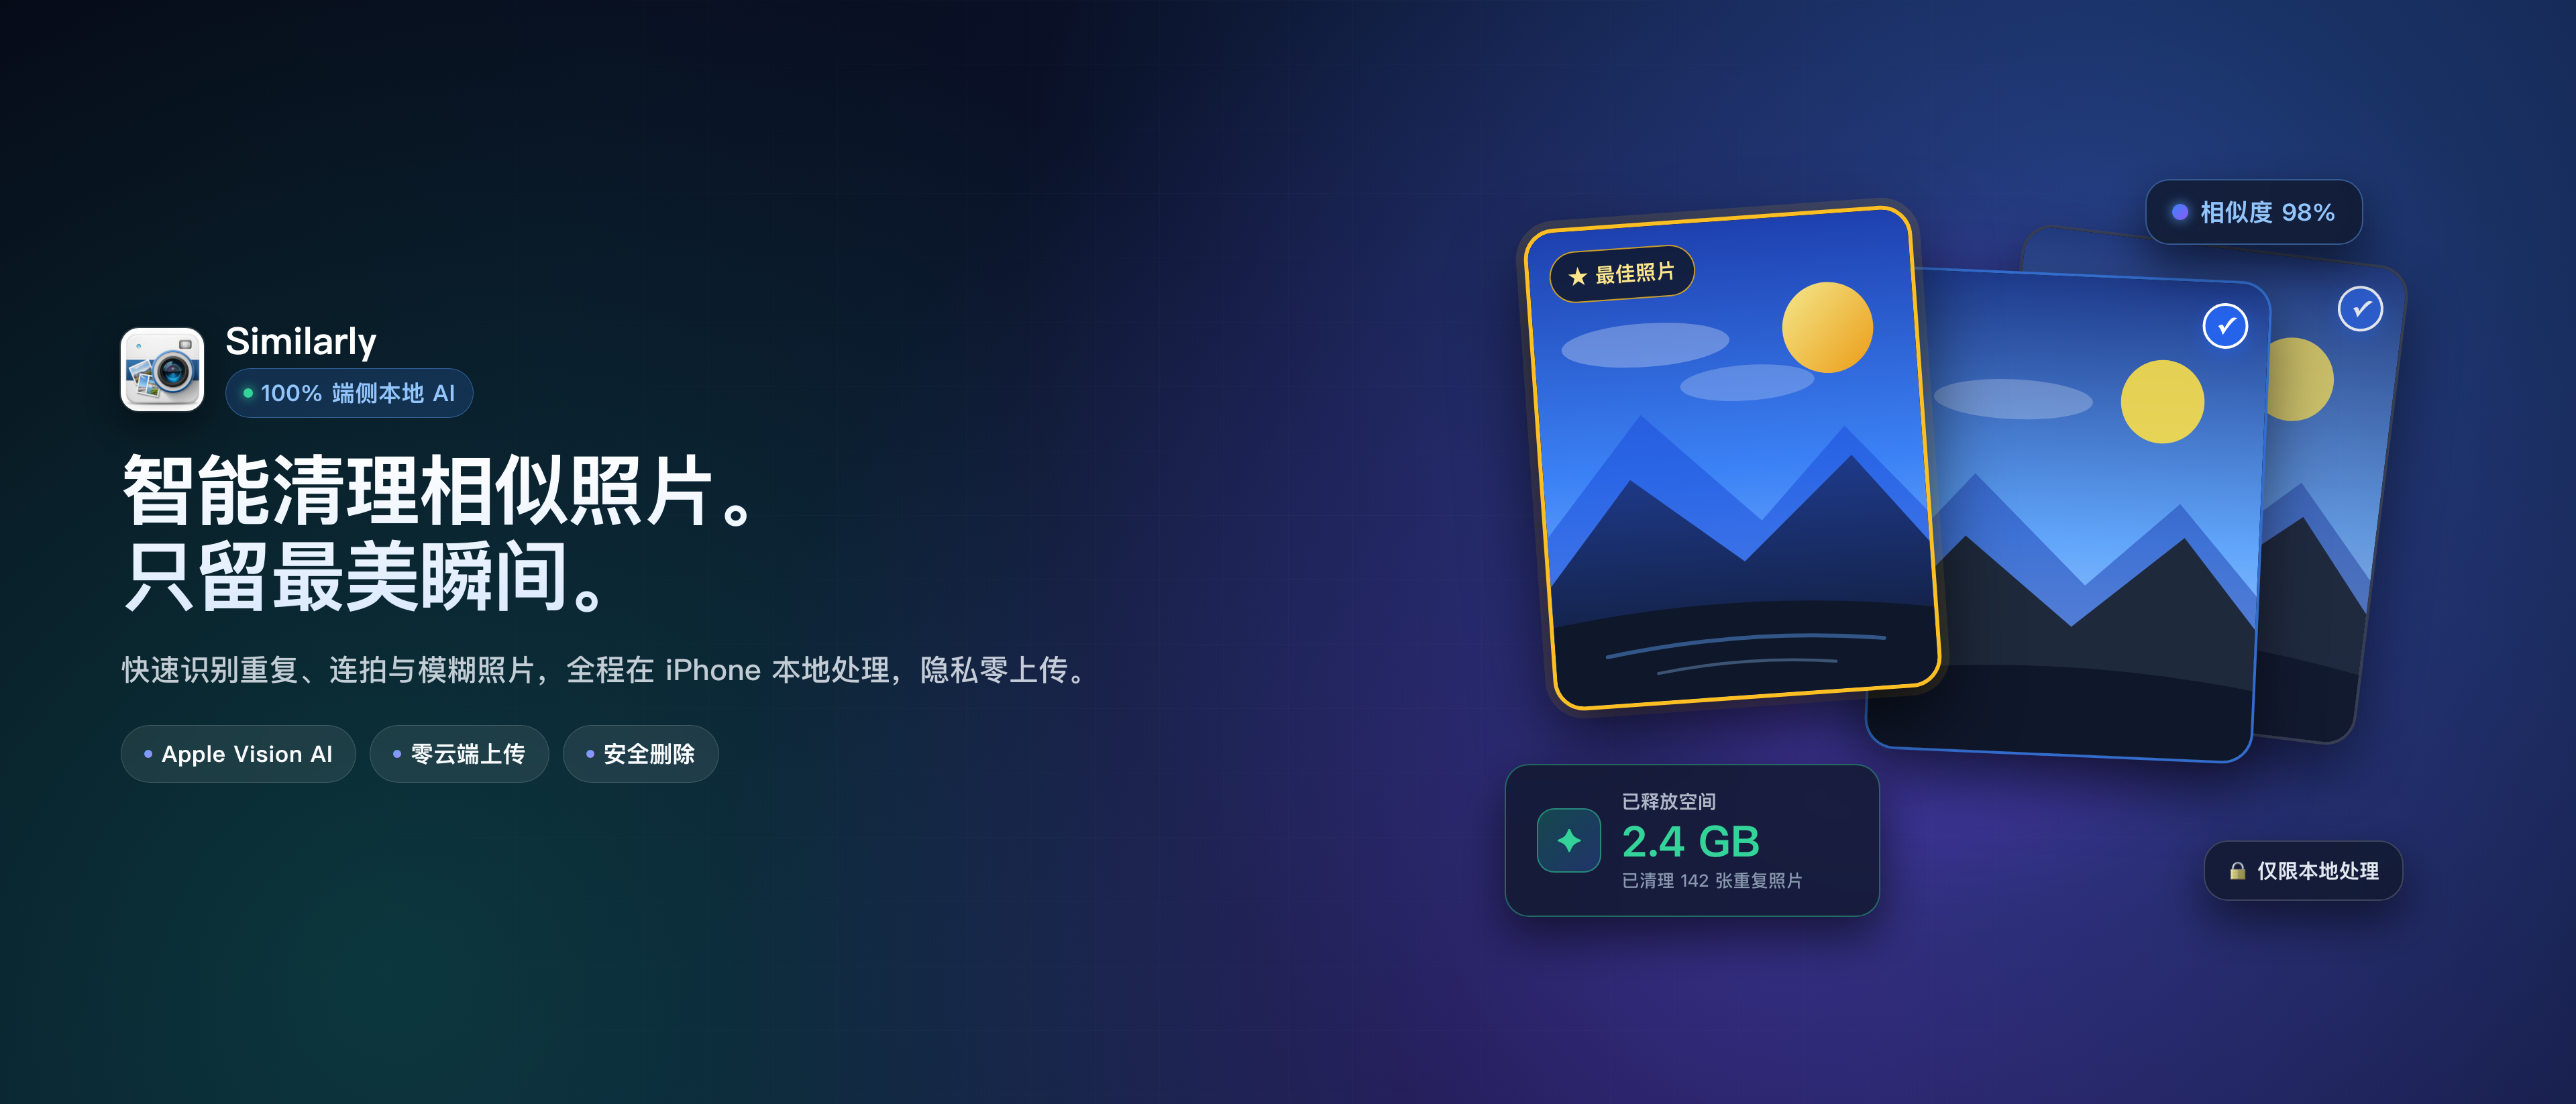 Similarly
100% 端侧本地 AI
智能清理相似照片。
只留最美瞬间。
快速识别重复、连拍与模糊照片，全程在 iPhone 本地处理，隐私零上传。
Apple Vision AI
零云端上传
安全删除
★ 最佳照片
相似度 98%
已释放空间
2.4 GB
已清理 142 张重复照片
仅限本地处理